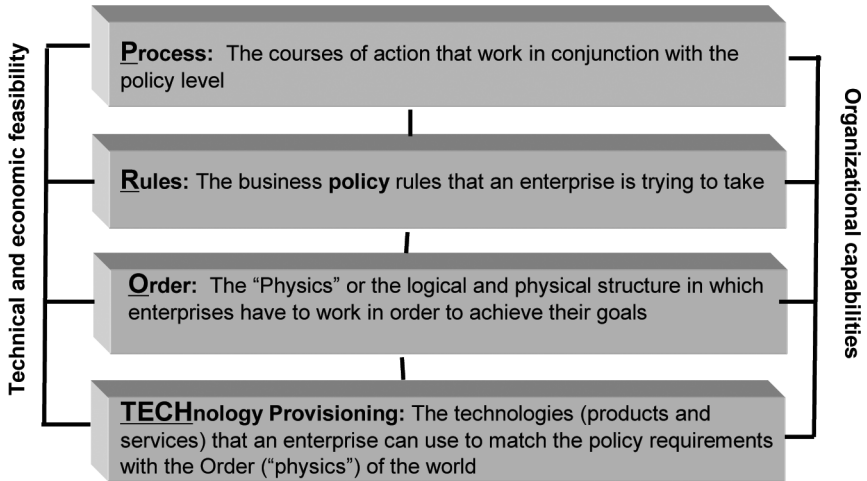 Process: The courses of action that work in conjunction with the
policy level
Rules: The business policy rules that an enterprise is trying to take
Order: The “Physics” or the logical and physical structure in which
enterprises have to work in order to achieve their goals
TECHnology Provisioning: The technologies (products and
services) that an enterprise can use to match the policy requirements
with the Order (“physics”) of the world
Technical and economic feasibility
Organizational capabilities